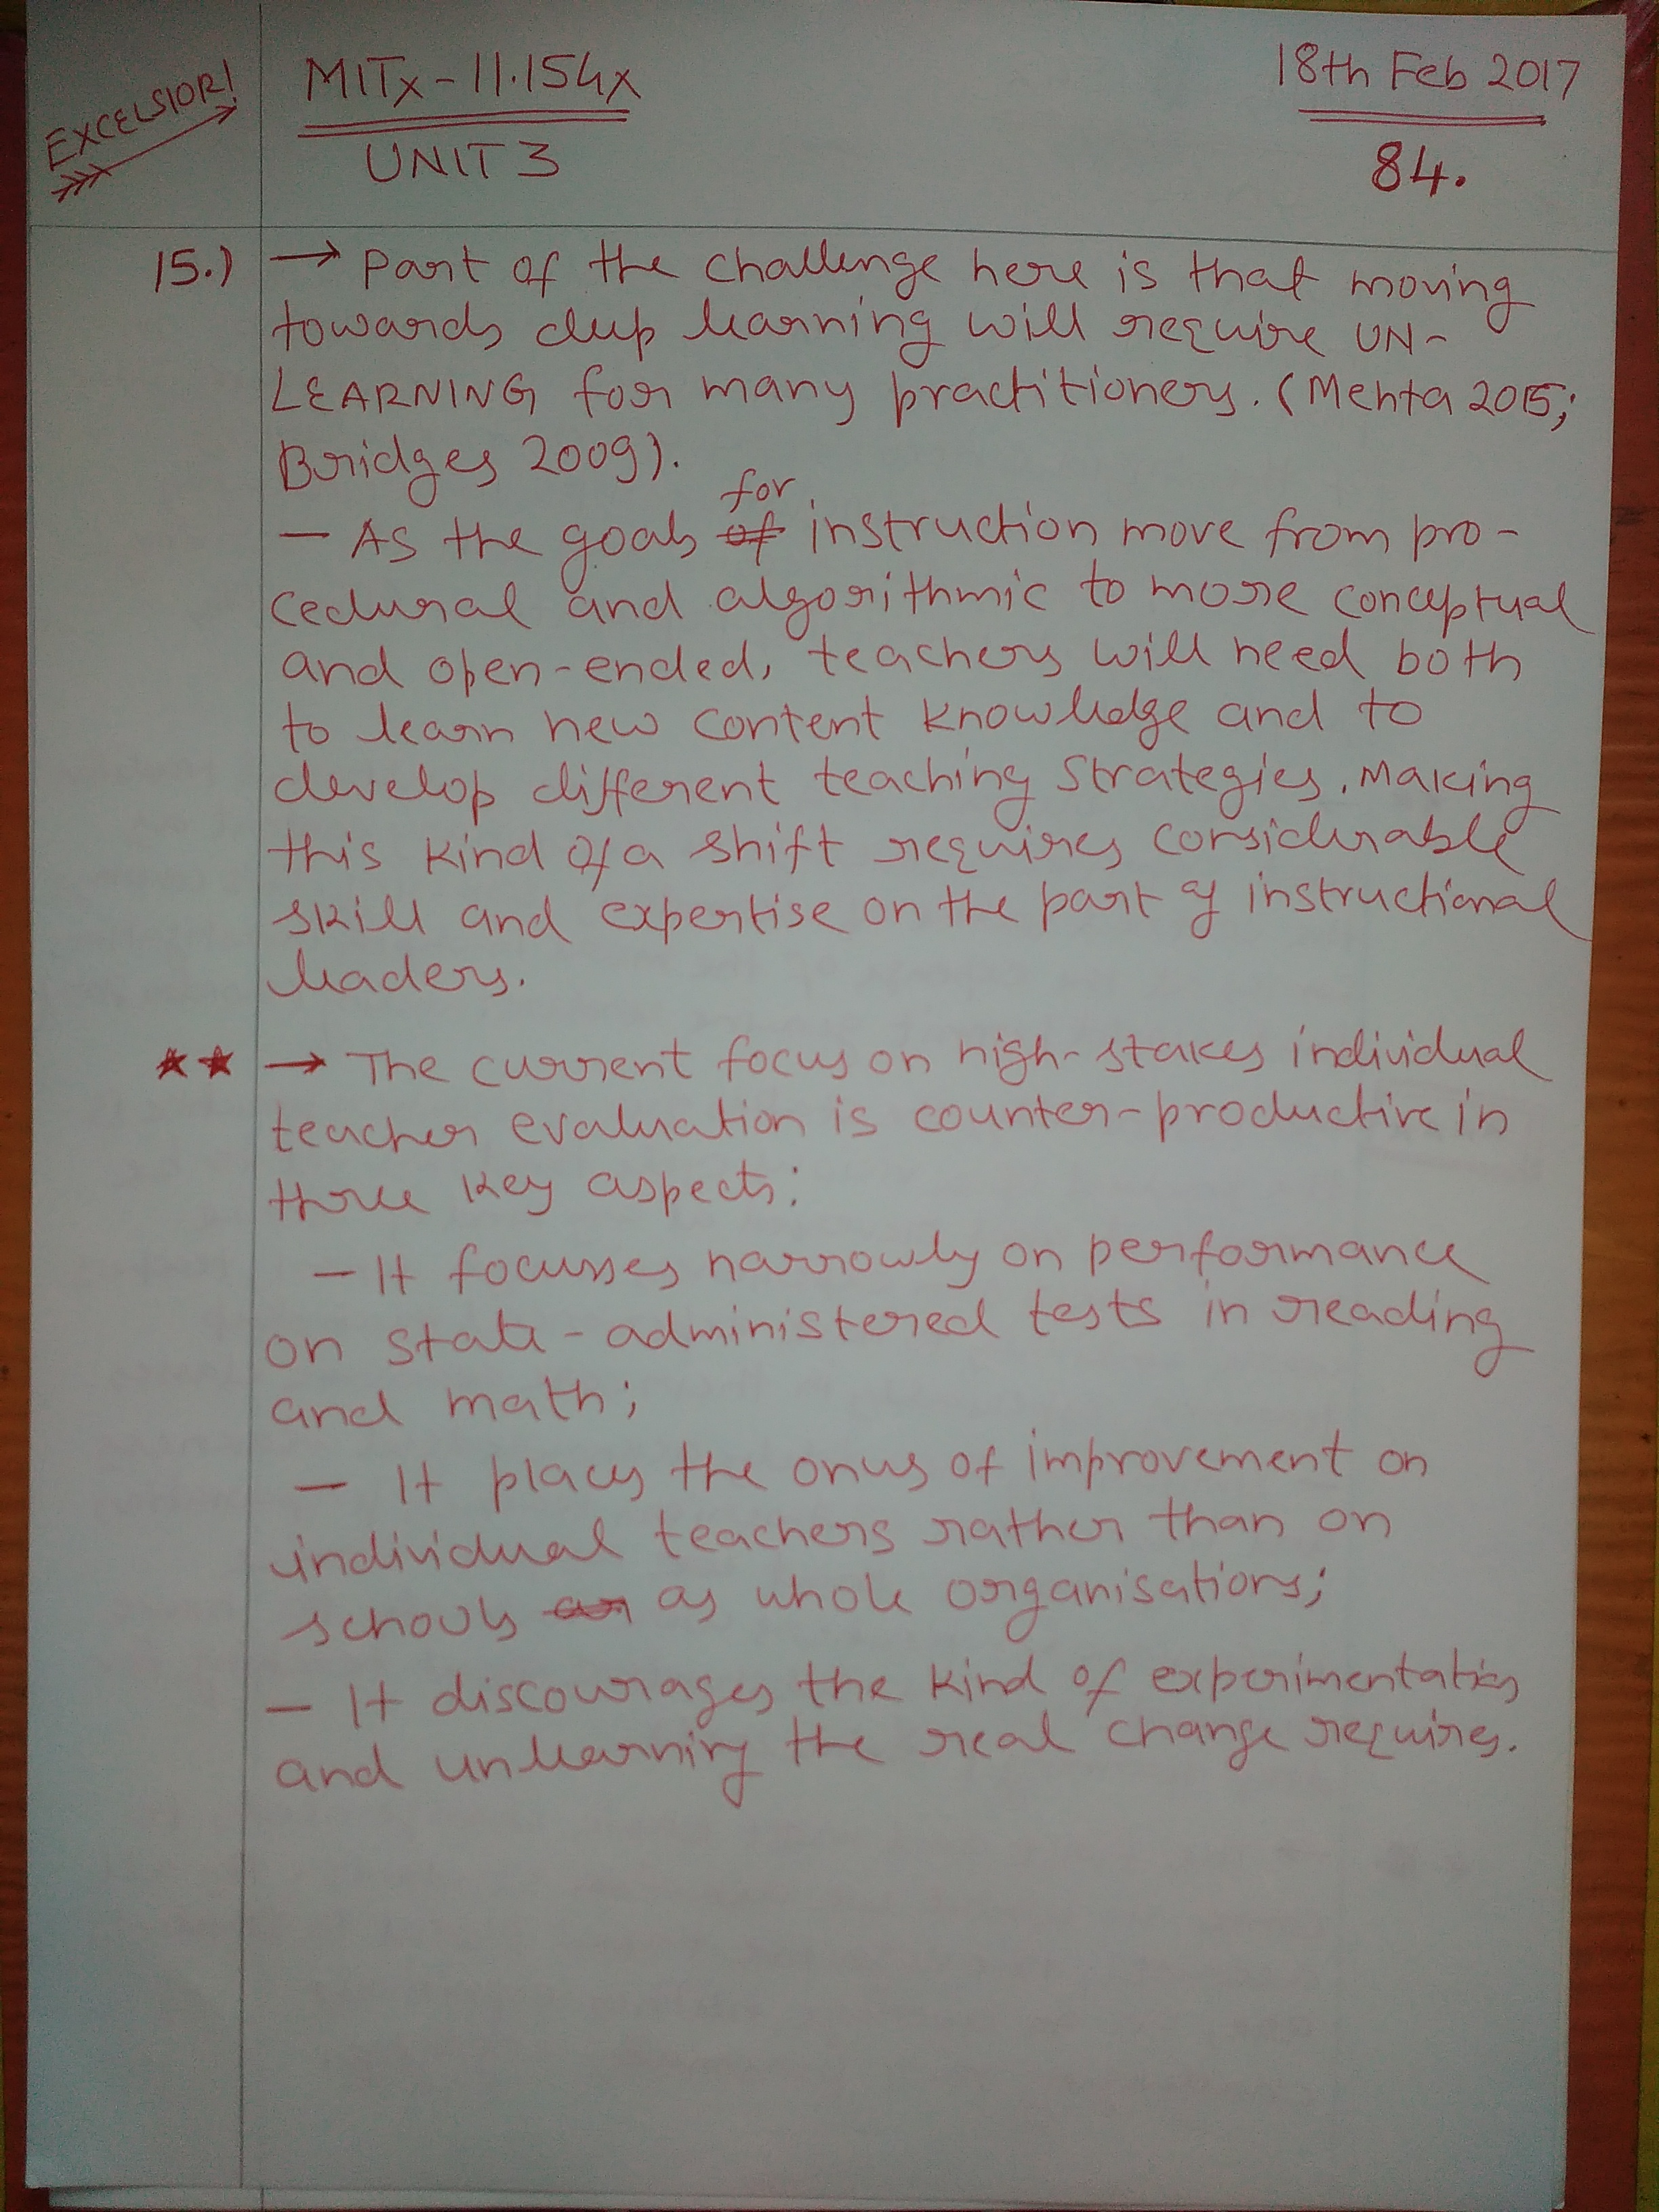 EXCELSIOR!
MITx-11.154x
UNIT 3
18th Feb 2017
84.
15.) → Part of the challenge here is that moving
towards deep learning will require UN-
LEARNING for many practitioners. (Mehta 2015;
Bridges 2009).
for
— As the goals of instruction move from pro-
cedural and algorithmic to more conceptual
and open-ended, teachers will need both
to learn new content knowledge and to
develop different teaching strategies. Making
this kind of a shift requires considerable
skill and expertise on the part of instructional
leaders.
★★ → The current focus on high-stakes individual
teacher evaluation is counter-productive in
three key aspects:
— It focusses narrowly on performance
on state-administered tests in reading
and math;
— It places the onus of improvement on
individual teachers rather than on
schools as whole organisations;
— It discourages the kind of experimentation
and unlearning the real change requires.